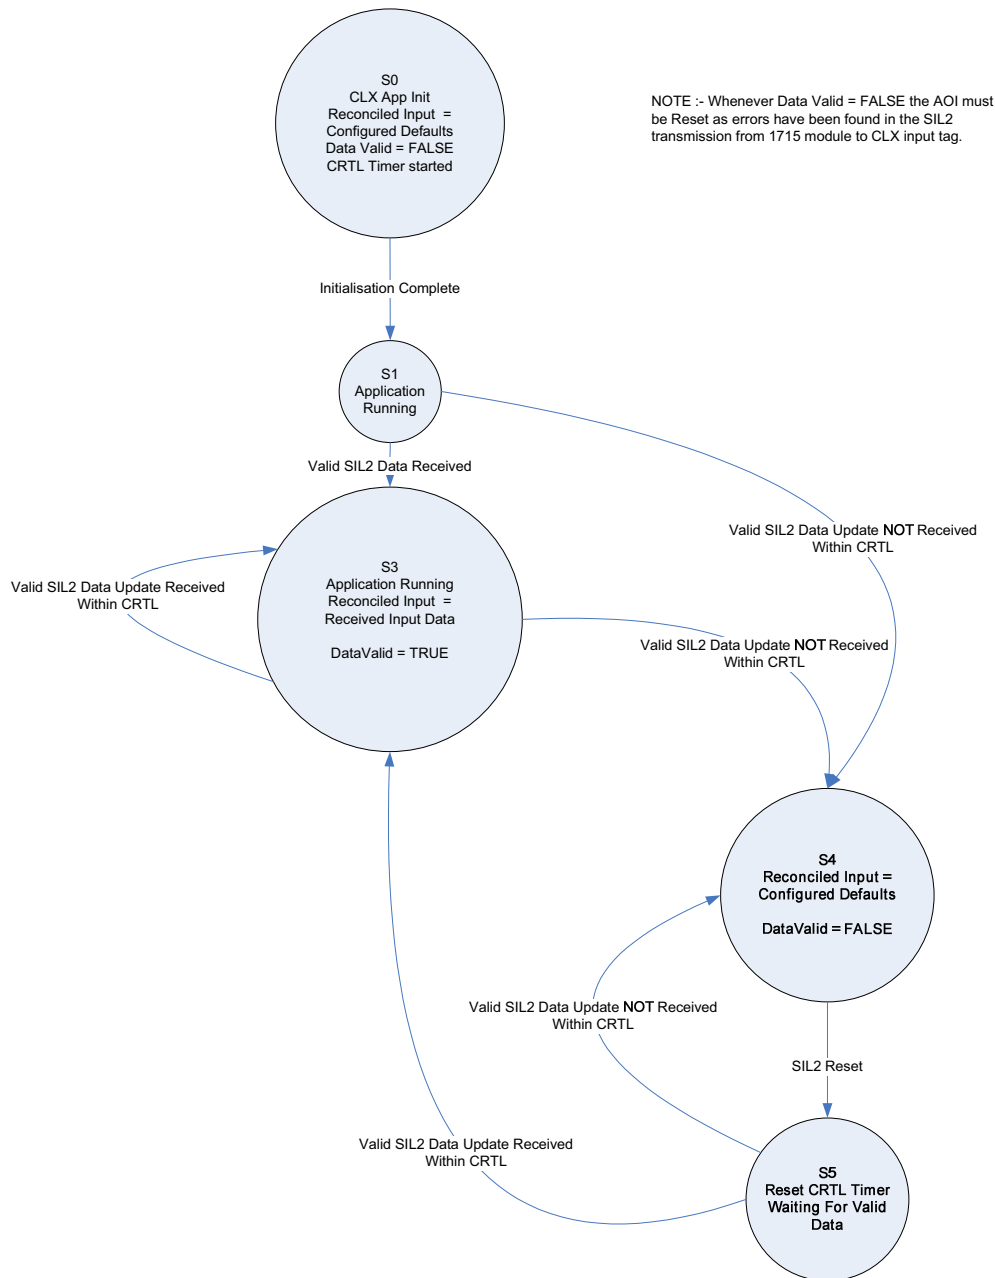 S0
CLX App Init
Reconciled Input =
Configured Defaults
Data Valid = FALSE
CRTL Timer started
NOTE :- Whenever Data Valid = FALSE the AOI must
be Reset as errors have been found in the SIL2
transmission from 1715 module to CLX input tag.
Initialisation Complete
S1
Application
Running
Valid SIL2 Data Received
Valid SIL2 Data Update NOT Received
Within CRTL
Valid SIL2 Data Update Received
Within CRTL
S3
Application Running
Reconciled Input =
Received Input Data
DataValid = TRUE
Valid SIL2 Data Update NOT Received
Within CRTL
S4
Reconciled Input =
Configured Defaults
DataValid = FALSE
Valid SIL2 Data Update NOT Received
Within CRTL
SIL2 Reset
Valid SIL2 Data Update Received
Within CRTL
S5
Reset CRTL Timer
Waiting For Valid
Data